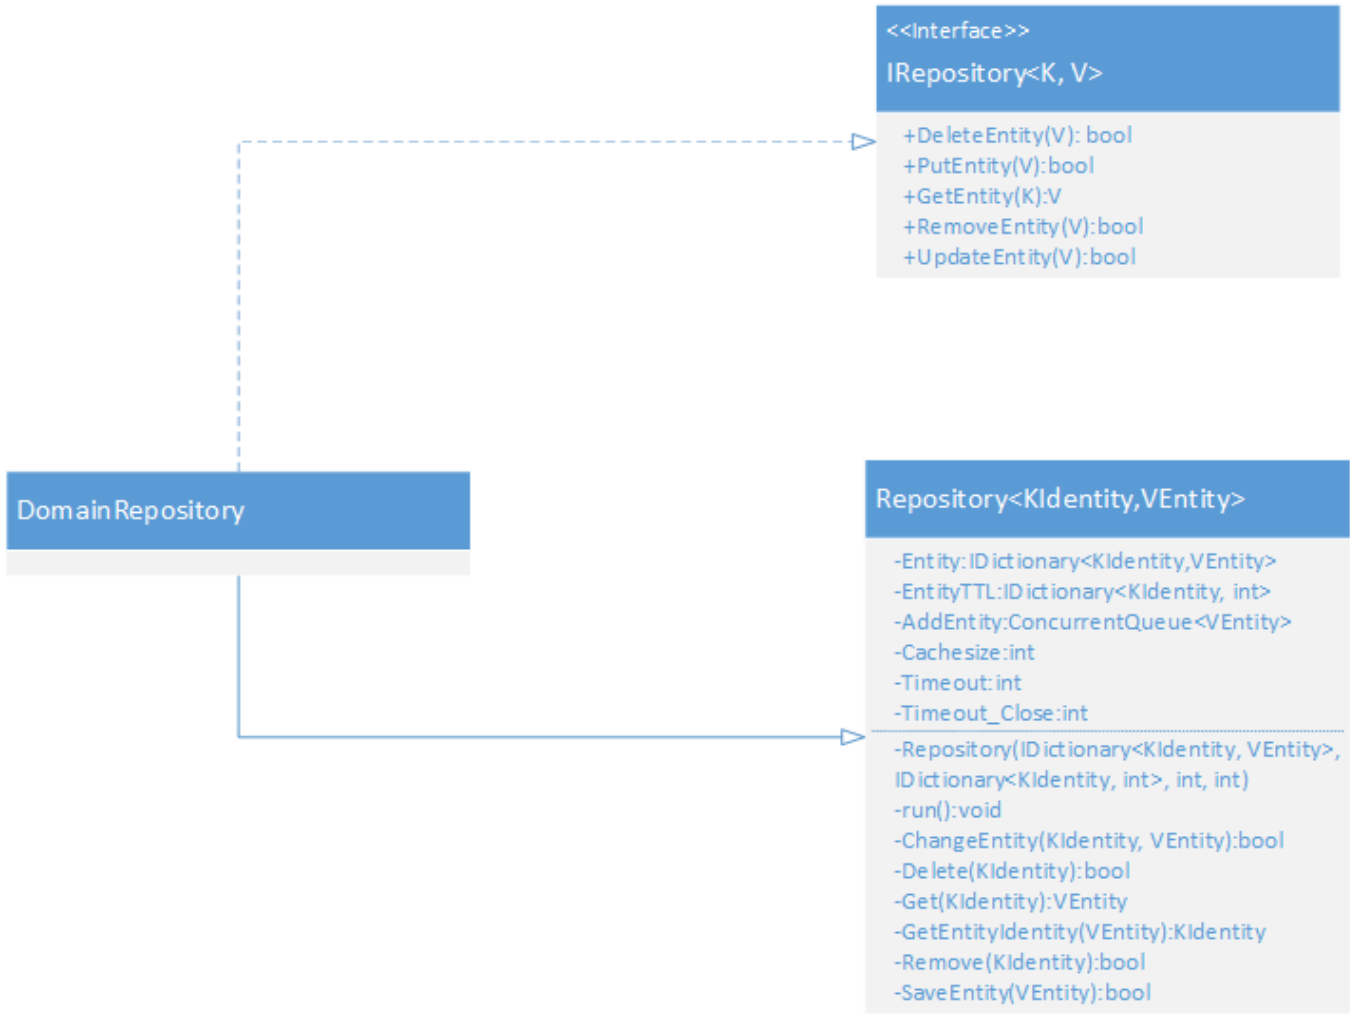 <<Interface>>
IRepository<K, V>
+DeleteEntity(V): bool
+PutEntity(V):bool
+GetEntity(K):V
+RemoveEntity(V):bool
+UpdateEntity(V):bool
DomainRepository
Repository<KIdentity,VEntity>
-Entity:IDictionary<KIdentity,VEntity>
-EntityTTL:IDictionary<KIdentity, int>
-AddEntity:ConcurrentQueue<VEntity>
-Cachesize:int
-Timeout:int
-Timeout_Close:int
-Repository(IDictionary<KIdentity, VEntity>,
IDictionary<KIdentity, int>, int, int)
-run():void
-ChangeEntity(KIdentity, VEntity):bool
-Delete(KIdentity):bool
-Get(KIdentity):VEntity
-GetEntityIdentity(VEntity):KIdentity
-Remove(KIdentity):bool
-SaveEntity(VEntity):bool